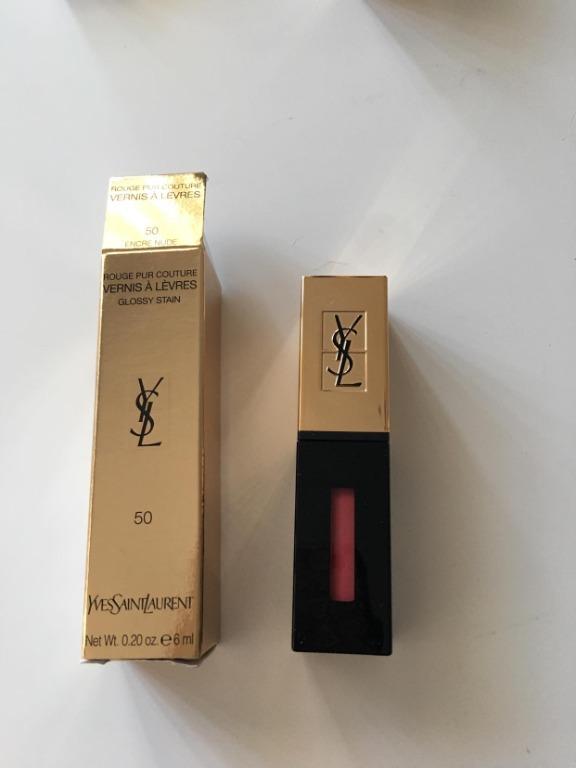 ROUGE PUR COUTURE
VERNIS À LÈVRES
50
ENCRE NUDE
ROUGE PUR COUTURE
VERNIS À LÈVRES
GLOSSY STAIN
YSL
50
YVESSAINTLAURENT
Net Wt. 0.20 oz. ℮ 6 ml
YSL